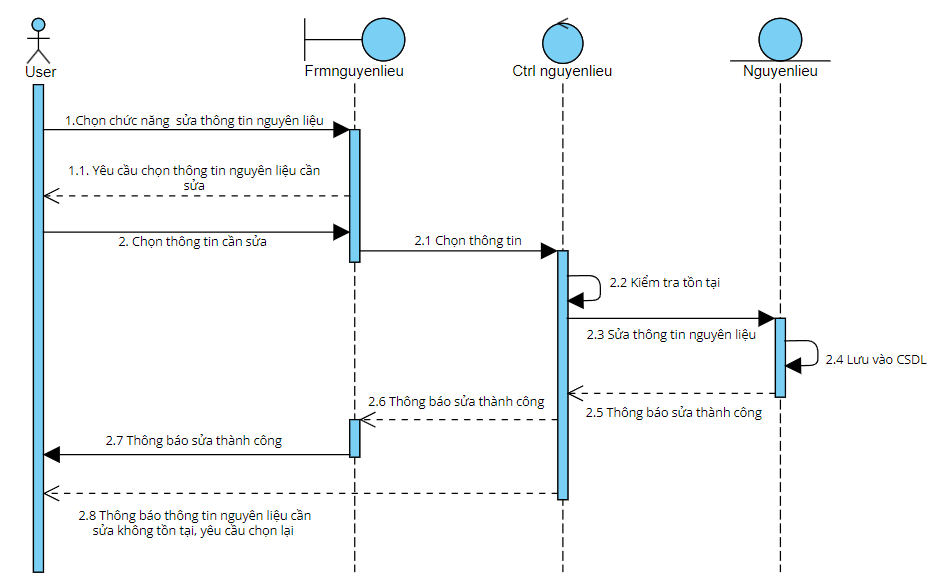 User
Frmnguyenlieu
Ctrl nguyenlieu
Nguyenlieu
1.Chọn chức năng sửa thông tin nguyên liệu
1.1. Yêu cầu chọn thông tin nguyên liệu cần
sửa
2. Chọn thông tin cần sửa
2.1 Chọn thông tin
2.2 Kiểm tra tồn tại
2.3 Sửa thông tin nguyên liệu
2.4 Lưu vào CSDL
2.5 Thông báo sửa thành công
2.6 Thông báo sửa thành công
2.7 Thông báo sửa thành công
2.8 Thông báo thông tin nguyên liệu cần
sửa không tồn tại, yêu cầu chọn lại